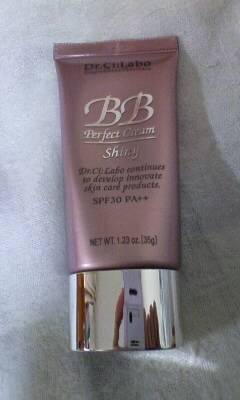 Dr.Ci:Labo
BB
Perfect Cream
Shiny
Dr.Ci:Labo continues
to develop innovate
skin care products.
SPF30 PA++
NET WT. 1.23 oz. (35g)